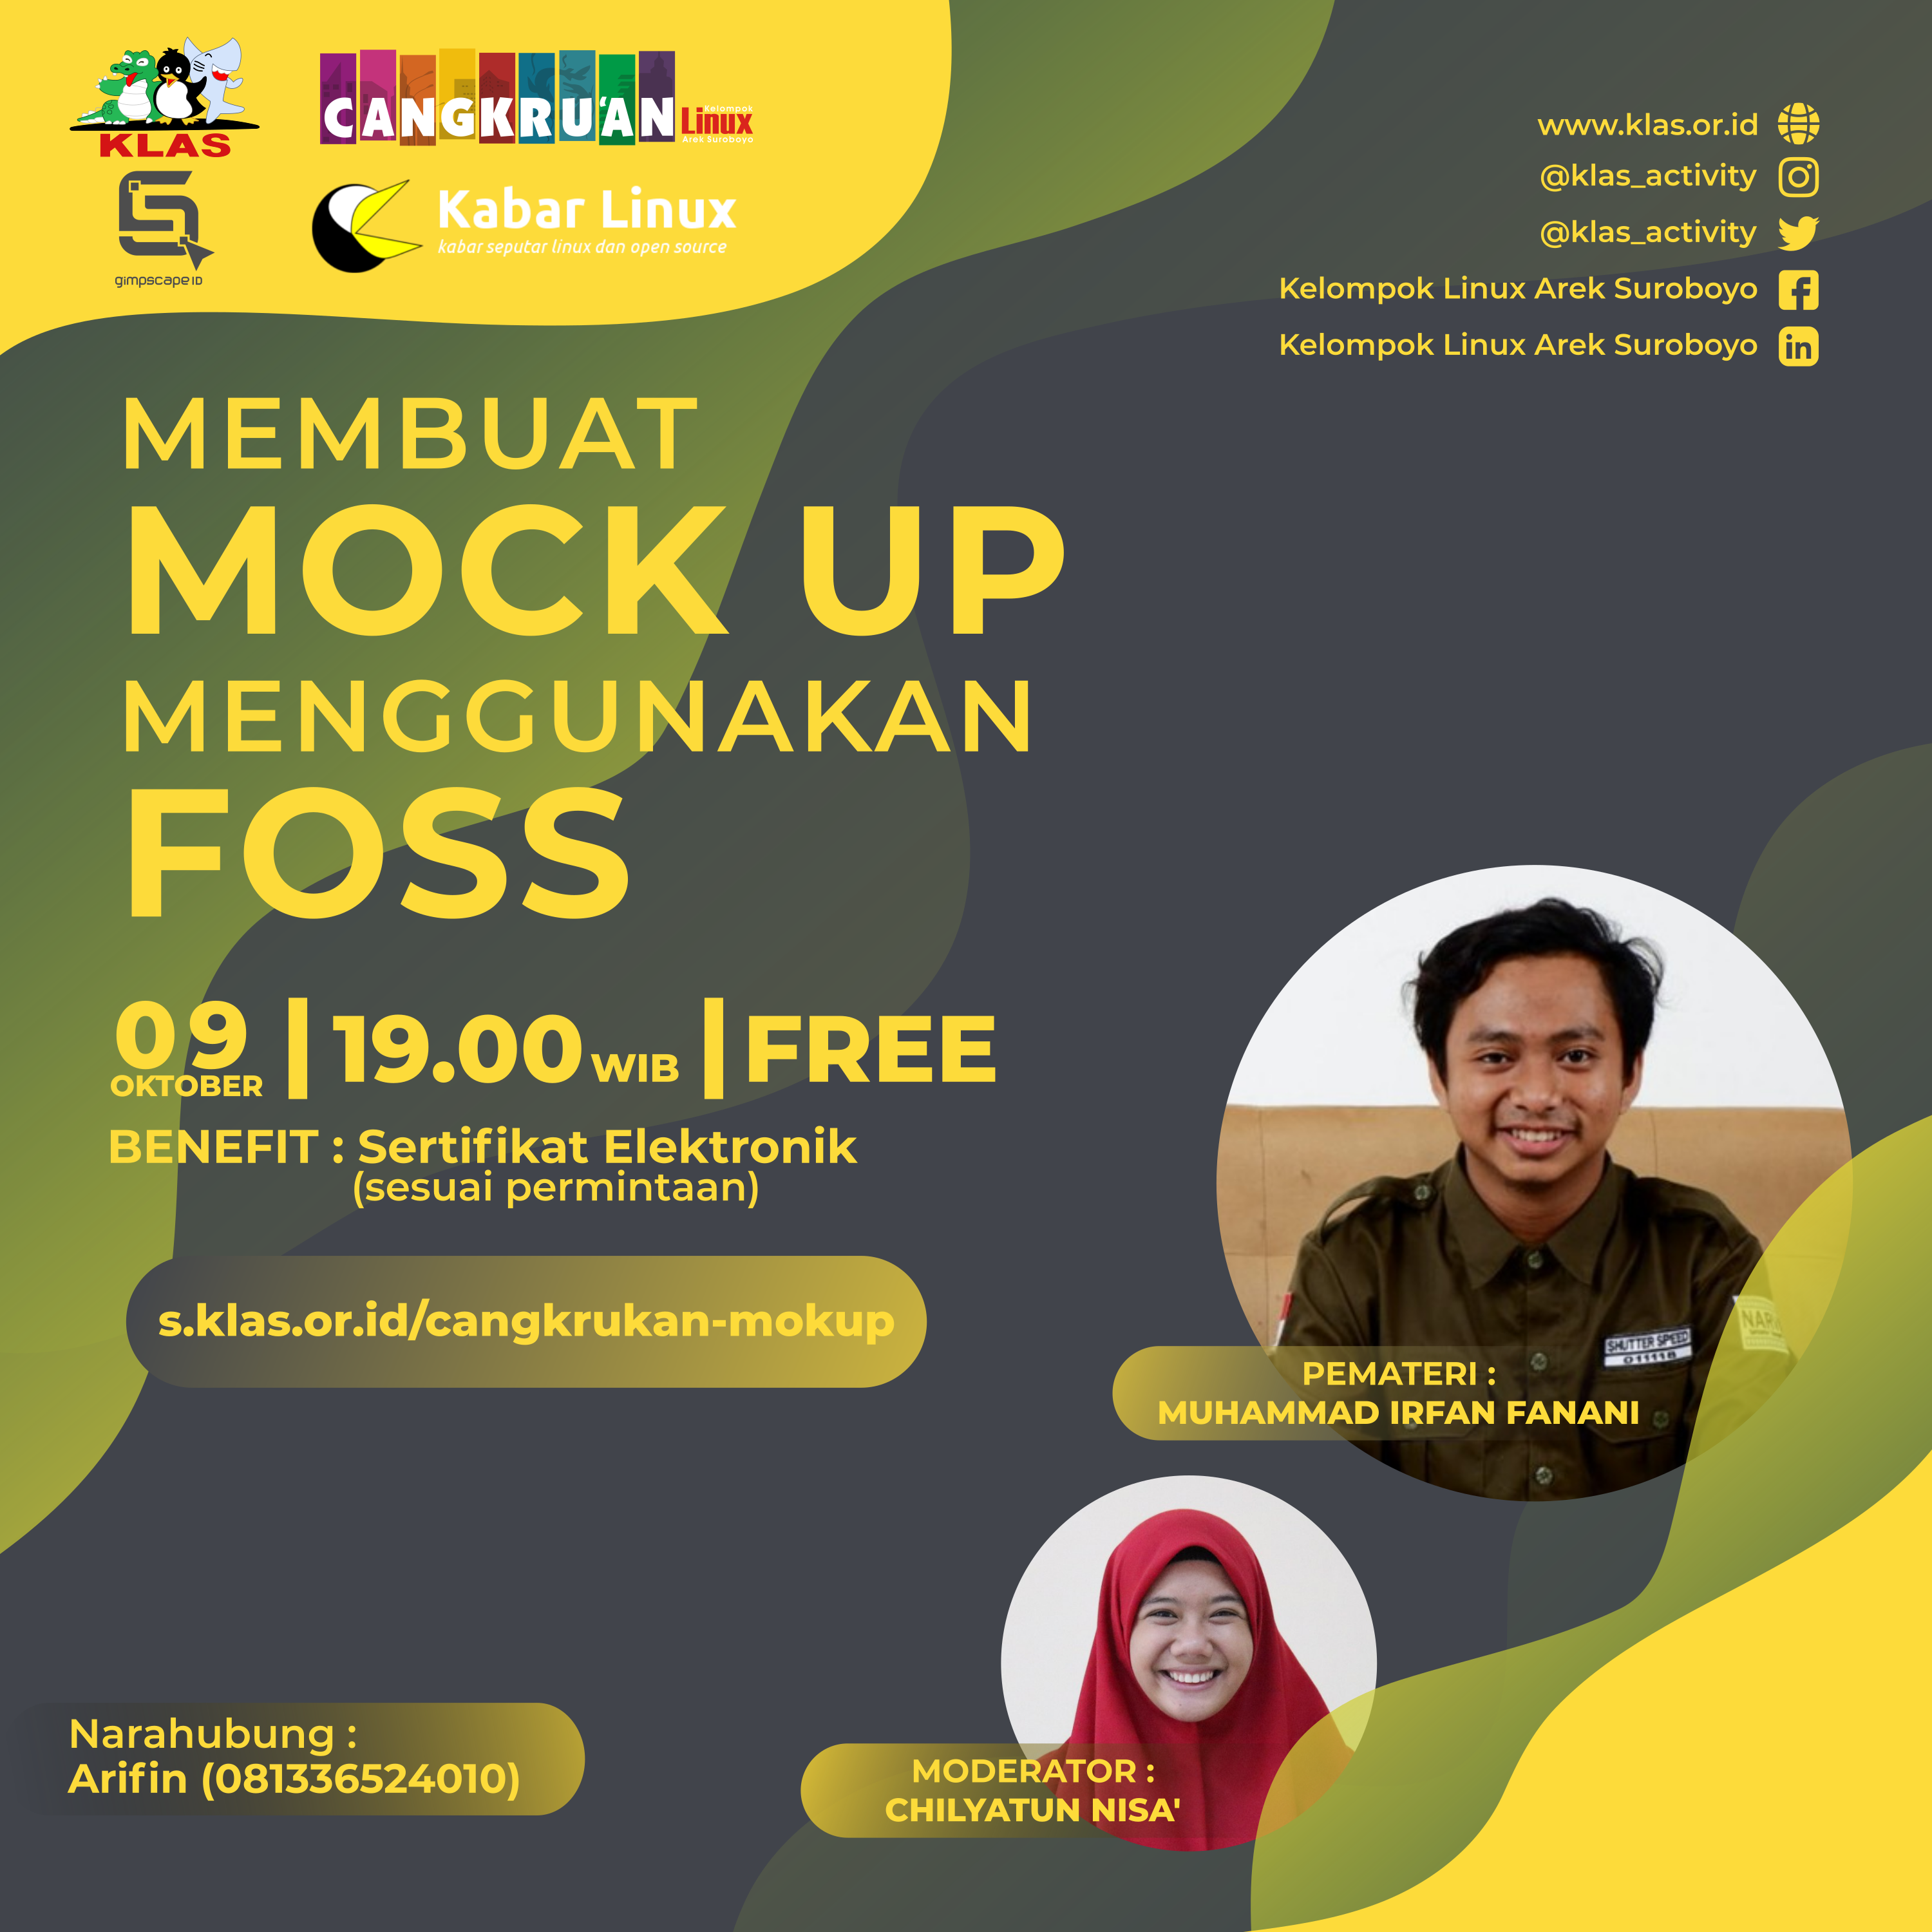 KLAS
CANGKRU'AN
Kelompok
Linux
Arek Suroboyo
gimpscape ID
Kabar Linux
kabar seputar linux dan open source
www.klas.or.id
@klas_activity
@klas_activity
Kelompok Linux Arek Suroboyo
Kelompok Linux Arek Suroboyo
MEMBUAT
MOCK UP
MENGGUNAKAN
FOSS
09 OKTOBER | 19.00 WIB | FREE
BENEFIT : Sertifikat Elektronik
(sesuai permintaan)
s.klas.or.id/cangkrukan-mokup
SHUTTER SPEED
011118
PEMATERI :
MUHAMMAD IRFAN FANANI
MODERATOR :
CHILYATUN NISA'
Narahubung :
Arifin (081336524010)